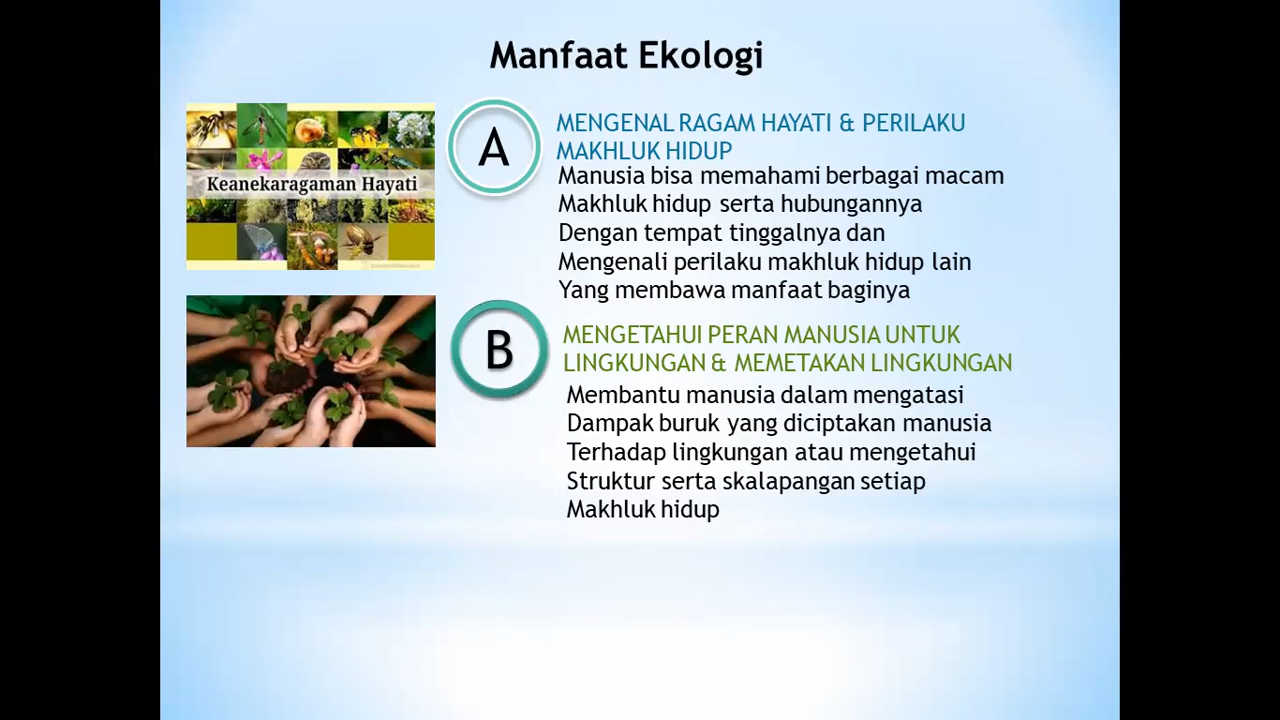 Manfaat Ekologi
Keanekaragaman Hayati
A
MENGENAL RAGAM HAYATI & PERILAKU
MAKHLUK HIDUP
Manusia bisa memahami berbagai macam
Makhluk hidup serta hubungannya
Dengan tempat tinggalnya dan
Mengenali perilaku makhluk hidup lain
Yang membawa manfaat baginya
B
MENGETAHUI PERAN MANUSIA UNTUK
LINGKUNGAN & MEMETAKAN LINGKUNGAN
Membantu manusia dalam mengatasi
Dampak buruk yang diciptakan manusia
Terhadap lingkungan atau mengetahui
Struktur serta skalapangan setiap
Makhluk hidup